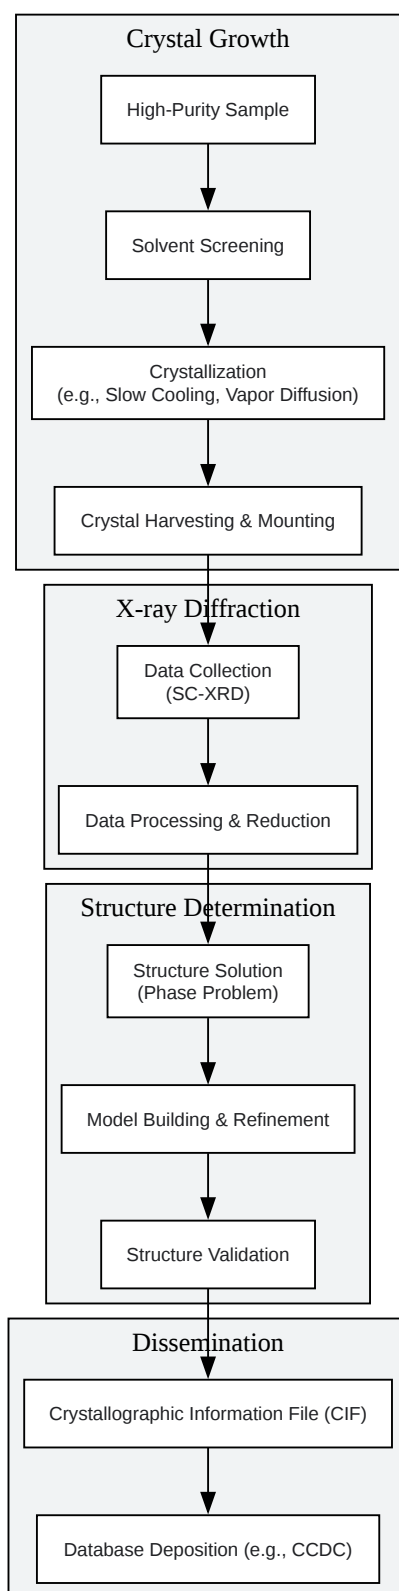 Crystal Growth
High-Purity Sample
Solvent Screening
Crystallization
(e.g., Slow Cooling, Vapor Diffusion)
Crystal Harvesting & Mounting
X-ray Diffraction
Data Collection
(SC-XRD)
Data Processing & Reduction
Structure Determination
Structure Solution
(Phase Problem)
Model Building & Refinement
Structure Validation
Dissemination
Crystallographic Information File (CIF)
Database Deposition (e.g., CCDC)